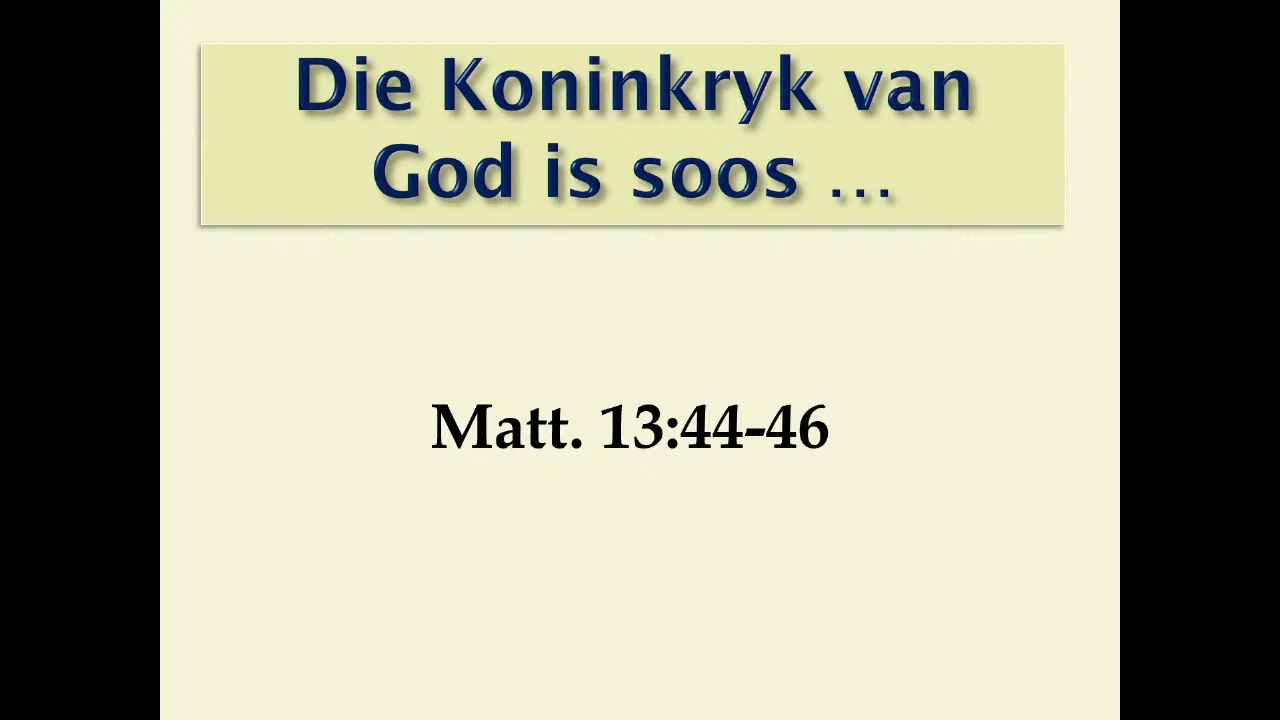 Die Koninkryk van
God is soos ...
Matt. 13:44-46